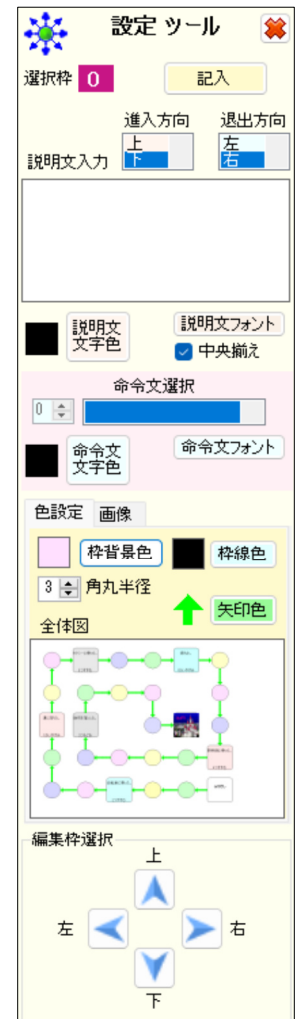 設定 ツール
選択枠 0 記入
進入方向 退出方向
上 左
説明文入力 下 右
説明文
文字色
説明文フォント
中央揃え
命令文選択
0
命令文
文字色
命令文フォント
色設定 画像
枠背景色 枠線色
3 角丸半径
矢印色
全体図
編集枠選択
上
左 右
下